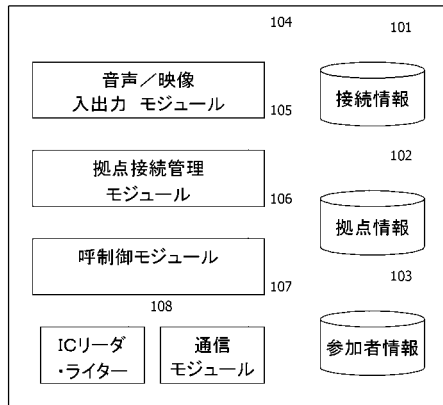 104
101
音声／映像
入出力 モジュール
接続情報
105
102
拠点接続管理
モジュール
106
拠点情報
呼制御モジュール
103
107
108
ICリーダ
・ライター
通信
モジュール
参加者情報